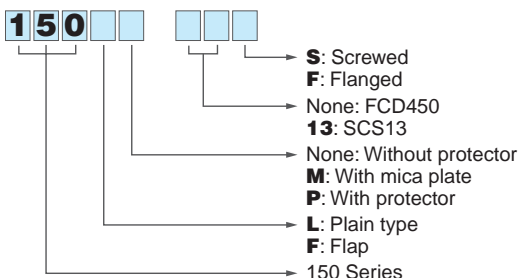 150
S: Screwed
F: Flanged
None: FCD450
13: SCS13
None: Without protector
M: With mica plate
P: With protector
L: Plain type
F: Flap
150 Series